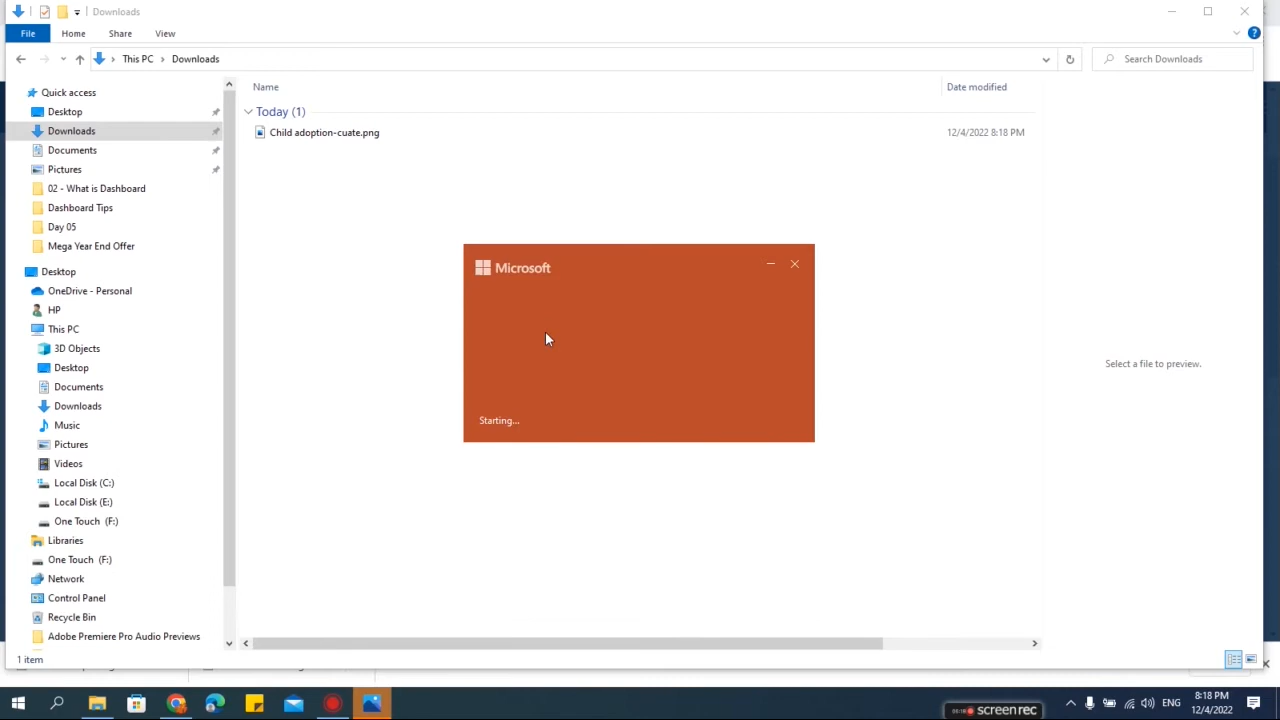 Downloads
File Home Share View
This PC Downloads
Search Downloads
Name Date modified
Quick access
Desktop
Downloads
Documents
Pictures
02 - What is Dashboard
Dashboard Tips
Day 05
Mega Year End Offer
Desktop
OneDrive - Personal
HP
This PC
3D Objects
Desktop
Documents
Downloads
Music
Pictures
Videos
Local Disk (C:)
Local Disk (E:)
One Touch (F:)
Libraries
One Touch (F:)
Network
Control Panel
Recycle Bin
Adobe Premiere Pro Audio Previews
Today (1)
Child adoption-cuate.png 12/4/2022 8:18 PM
Microsoft
Starting...
Select a file to preview.
1 item
screen rec
ENG
8:18 PM
12/4/2022